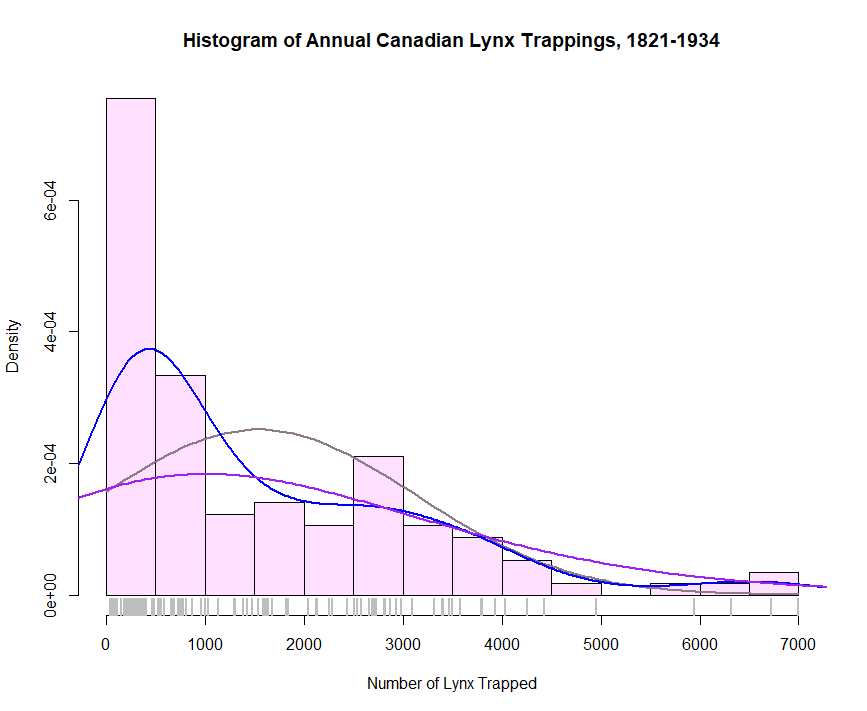 Histogram of Annual Canadian Lynx Trappings, 1821-1934
Density
6e-04
4e-04
2e-04
0e+00
0 1000 2000 3000 4000 5000 6000 7000
Number of Lynx Trapped